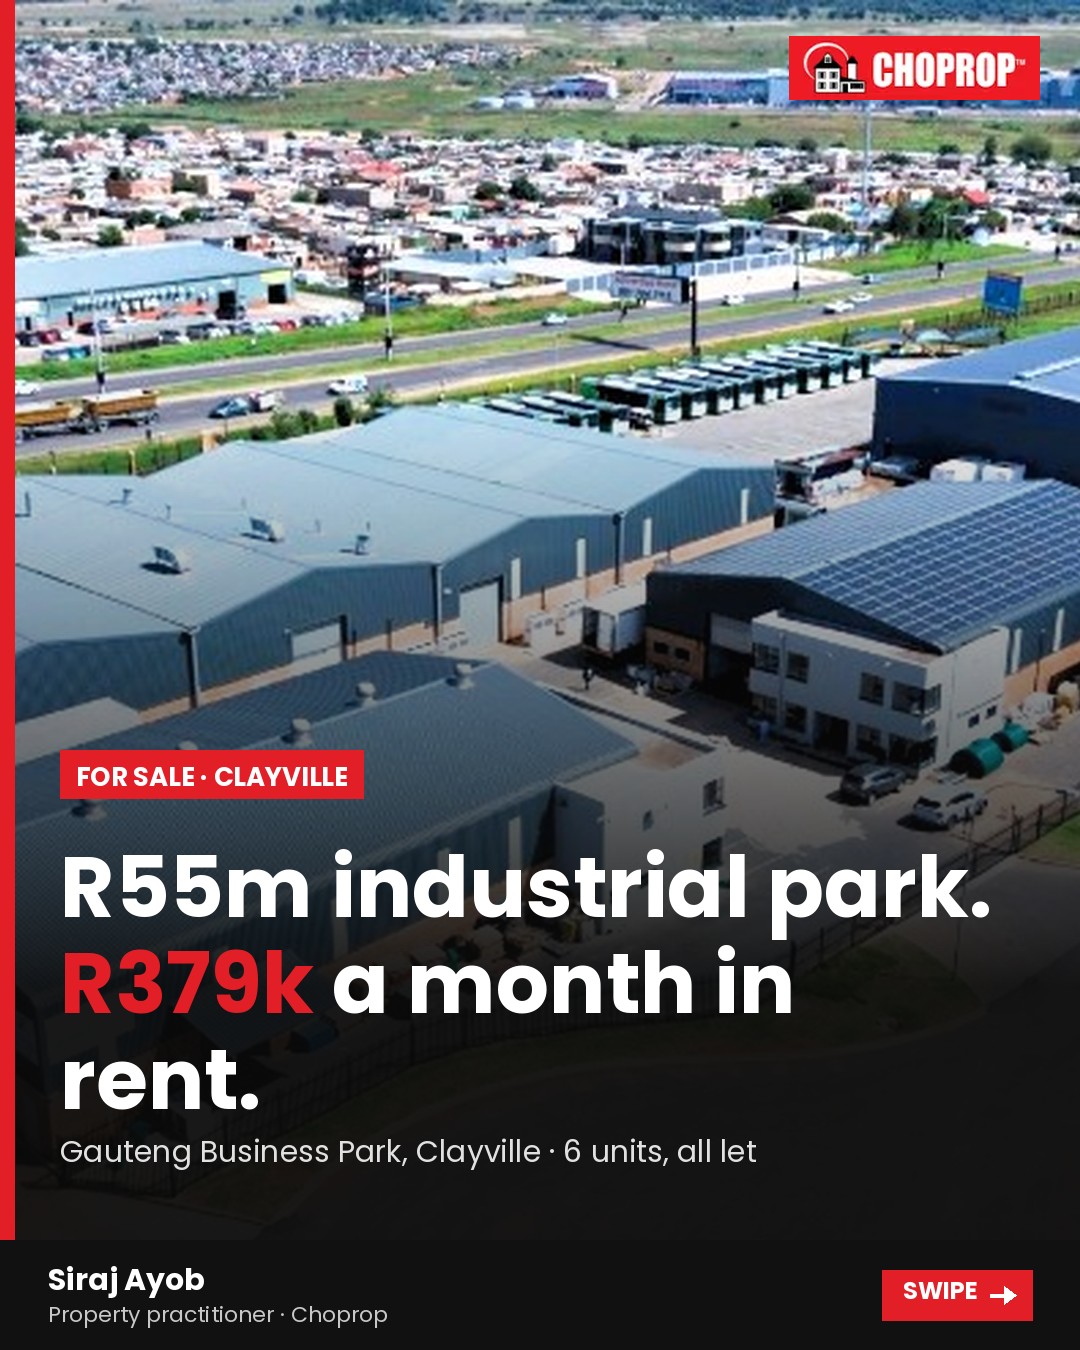 CHOPROP™
FOR SALE · CLAYVILLE
R55m industrial park.
R379k a month in
rent.
Gauteng Business Park, Clayville · 6 units, all let
Siraj Ayob
Property practitioner · Choprop
SWIPE →